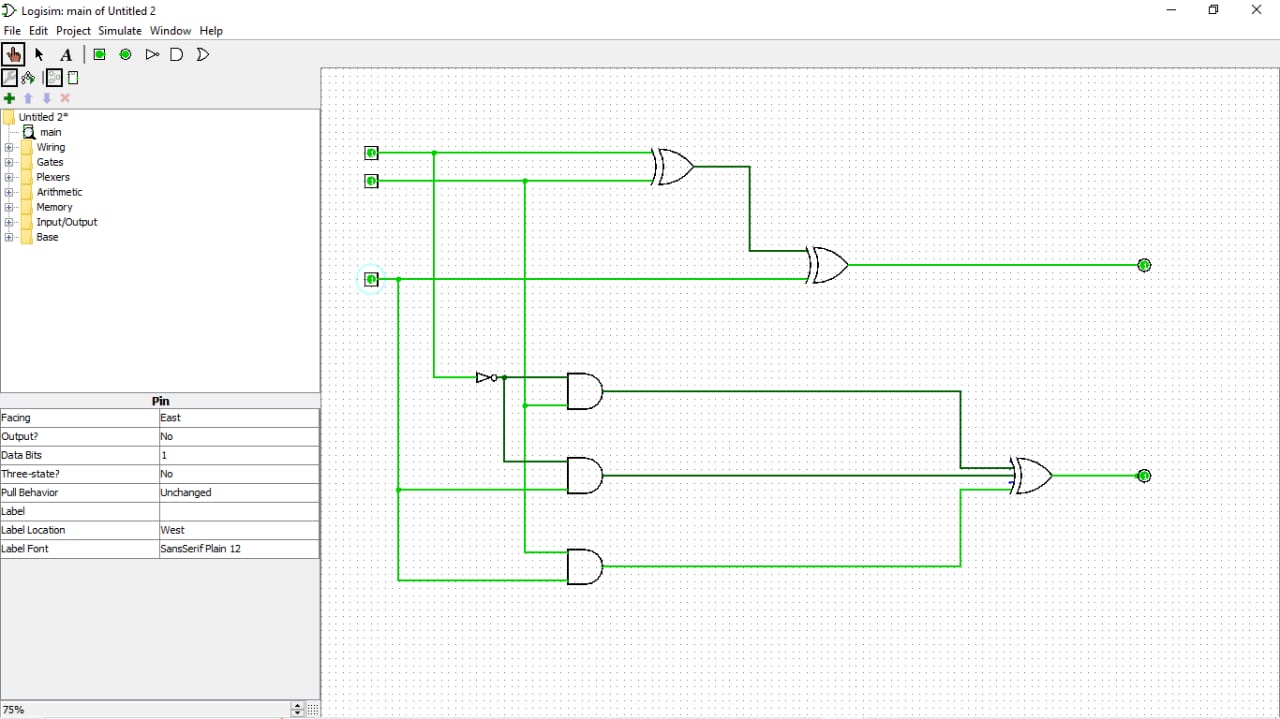 Logisim: main of Untitled 2
File Edit Project Simulate Window Help
A
Untitled 2*
main
Wiring
Gates
Plexers
Arithmetic
Memory
Input/Output
Base
Pin
Facing East
Output? No
Data Bits 1
Three-state? No
Pull Behavior Unchanged
Label
Label Location West
Label Font SansSerif Plain 12
75%
1
1
1
1
1